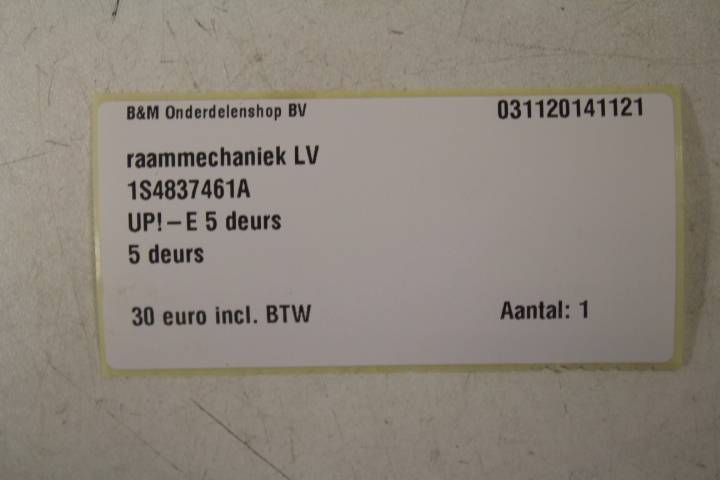 B&M Onderdelenshop BV 031120141121
raammechaniek LV
1S4837461A
UP!-E 5 deurs
5 deurs
30 euro incl. BTW Aantal: 1